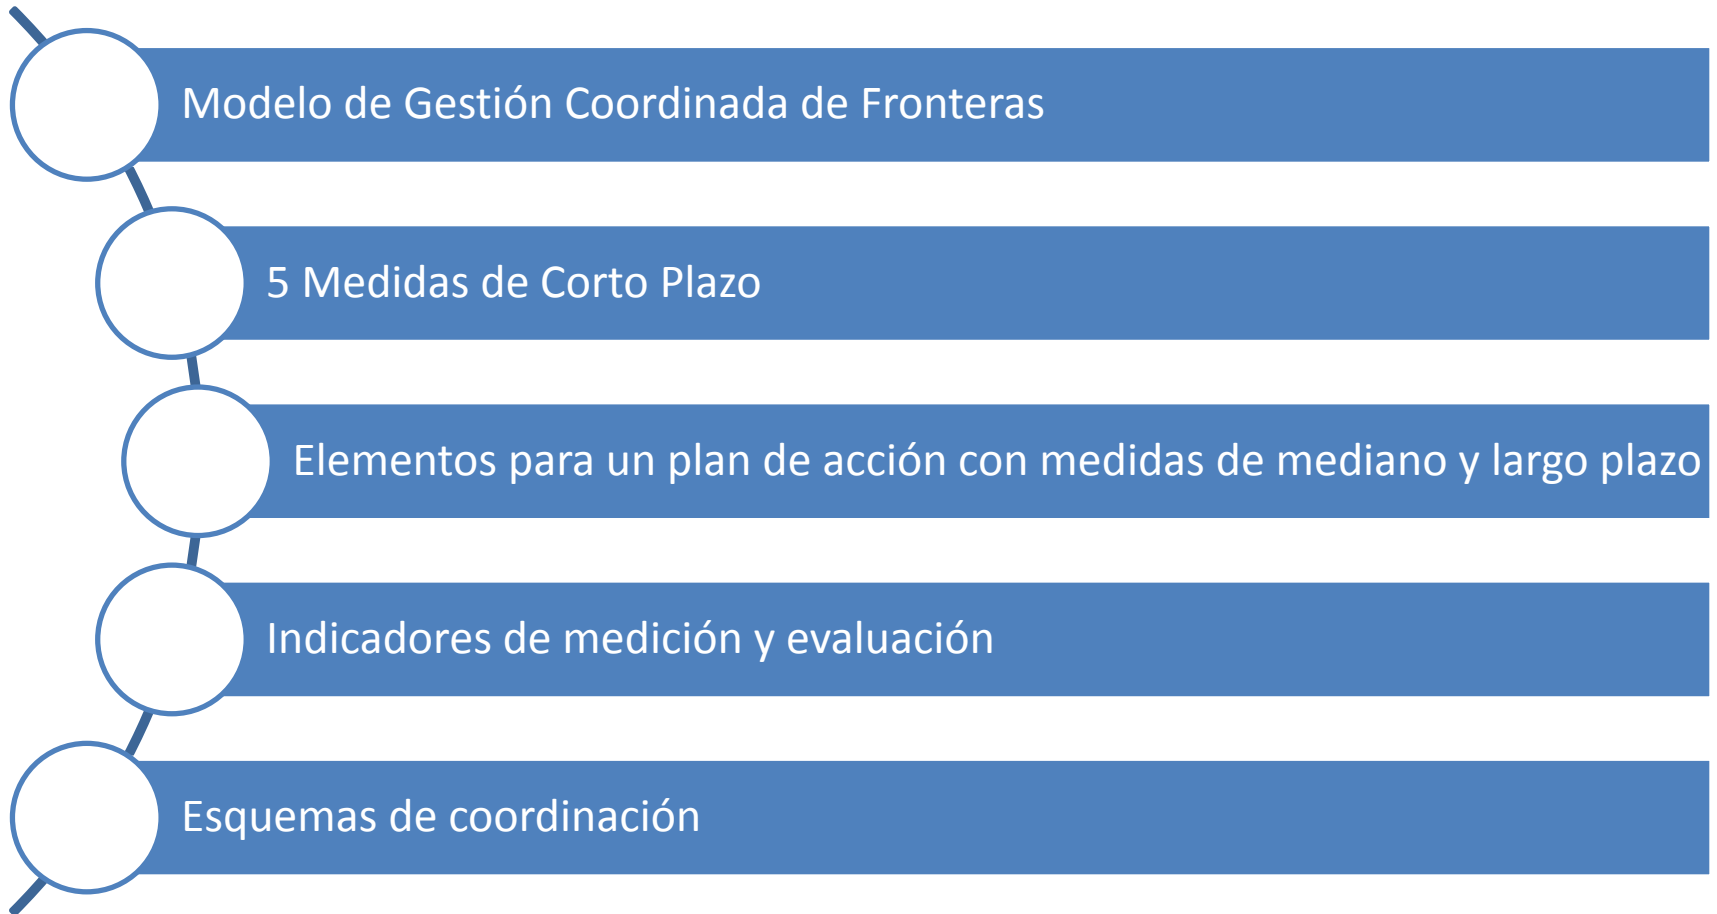 Modelo de Gestión Coordinada de Fronteras
5 Medidas de Corto Plazo
Elementos para un plan de acción con medidas de mediano y largo plazo
Indicadores de medición y evaluación
Esquemas de coordinación